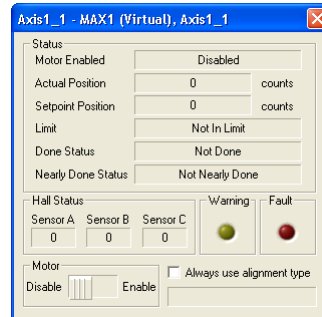 Axis1_1 - MAX1 (Virtual), Axis1_1
Status
Motor Enabled Disabled
Actual Position 0 counts
Setpoint Position 0 counts
Limit Not In Limit
Done Status Not Done
Nearly Done Status Not Nearly Done
Hall Status Warning Fault
Sensor A Sensor B Sensor C
0 0 0
Motor
Disable Enable Always use alignment type